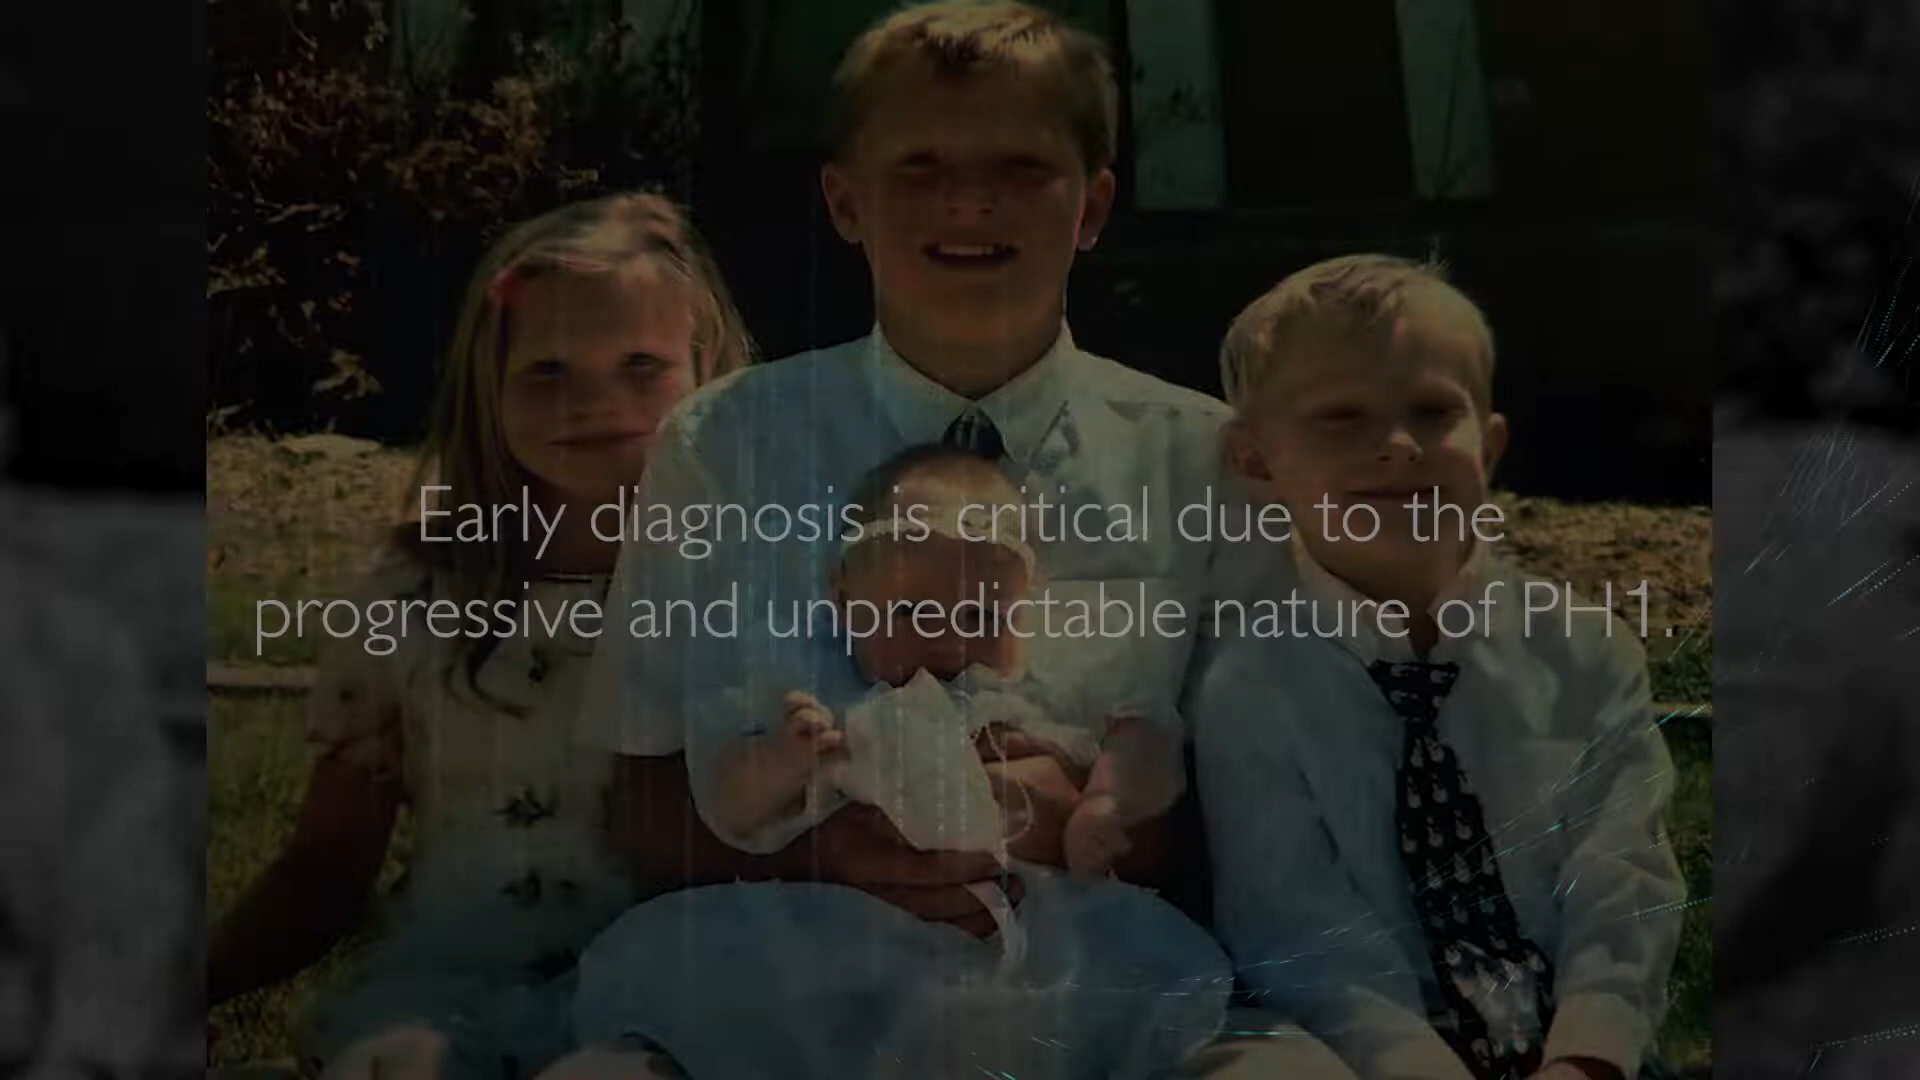 Early diagnosis is critical due to the
progressive and unpredictable nature of PH1.